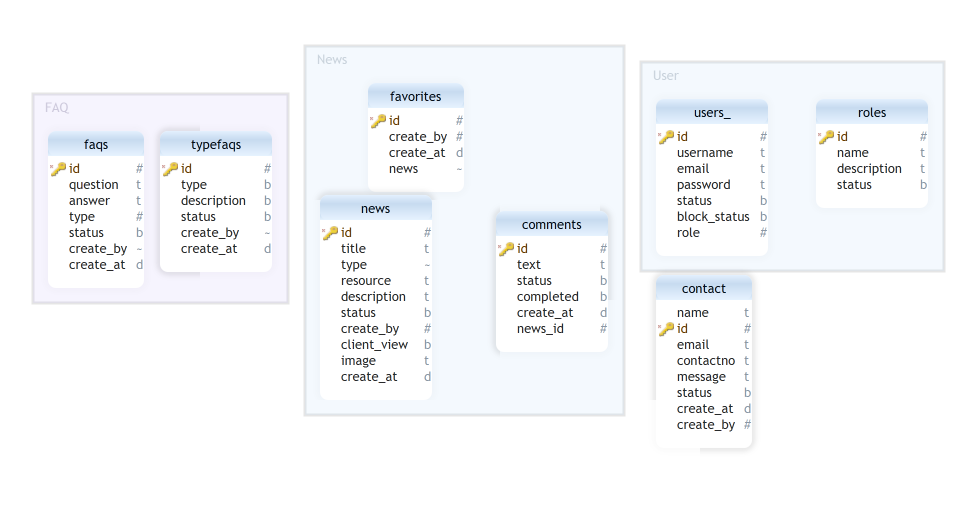 FAQ
faqs
id #
question t
answer t
type #
status b
create_by ~
create_at d
typefaqs
id #
type b
description b
status b
create_by ~
create_at d
News
favorites
id #
create_by #
create_at d
news ~
news
id #
title t
type ~
resource t
description t
status b
create_by #
client_view b
image t
create_at d
comments
id #
text t
status b
completed b
create_at d
news_id #
User
users_
id #
username t
email t
password t
status b
block_status b
role #
roles
id #
name t
description t
status b
contact
name t
id #
email t
contactno t
message t
status b
create_at d
create_by #